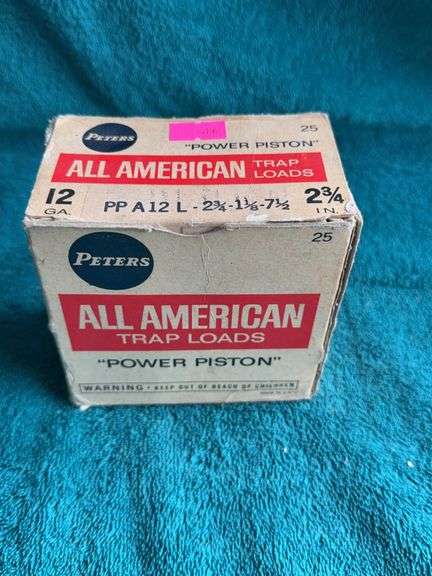 25
PETERS
"POWER PISTON"
ALL AMERICAN TRAP LOADS
12 GA.
PP A12 L - 2¾-1⅛-7½
2¾ IN.
25
PETERS
ALL AMERICAN
TRAP LOADS
"POWER PISTON"
WARNING - KEEP OUT OF REACH OF CHILDREN